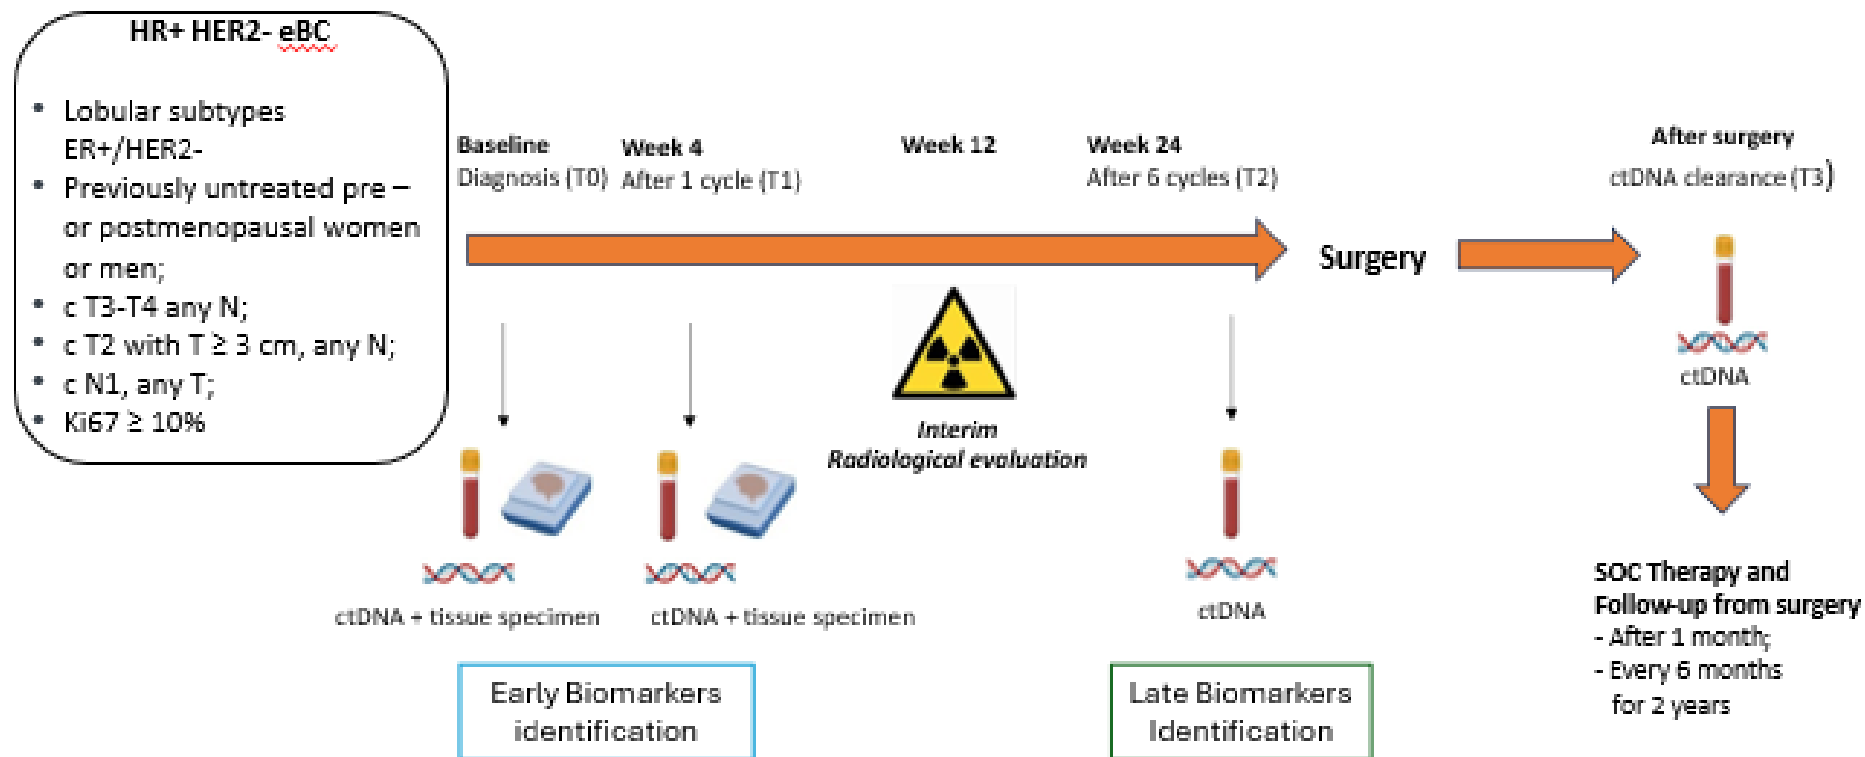 HR+ HER2- eBC
• Lobular subtypes
ER+/HER2-
• Previously untreated pre –
or postmenopausal women
or men;
• c T3-T4 any N;
• c T2 with T ≥ 3 cm, any N;
• c N1, any T;
• Ki67 ≥ 10%
Baseline
Diagnosis (T0)
Week 4
After 1 cycle (T1)
Week 12
Week 24
After 6 cycles (T2)
After surgery
ctDNA clearance (T3)
Surgery
Interim
Radiological evaluation
ctDNA + tissue specimen
ctDNA + tissue specimen
ctDNA
ctDNA
Early Biomarkers
identification
Late Biomarkers
Identification
SOC Therapy and
Follow-up from surgery
- After 1 month;
- Every 6 months
for 2 years